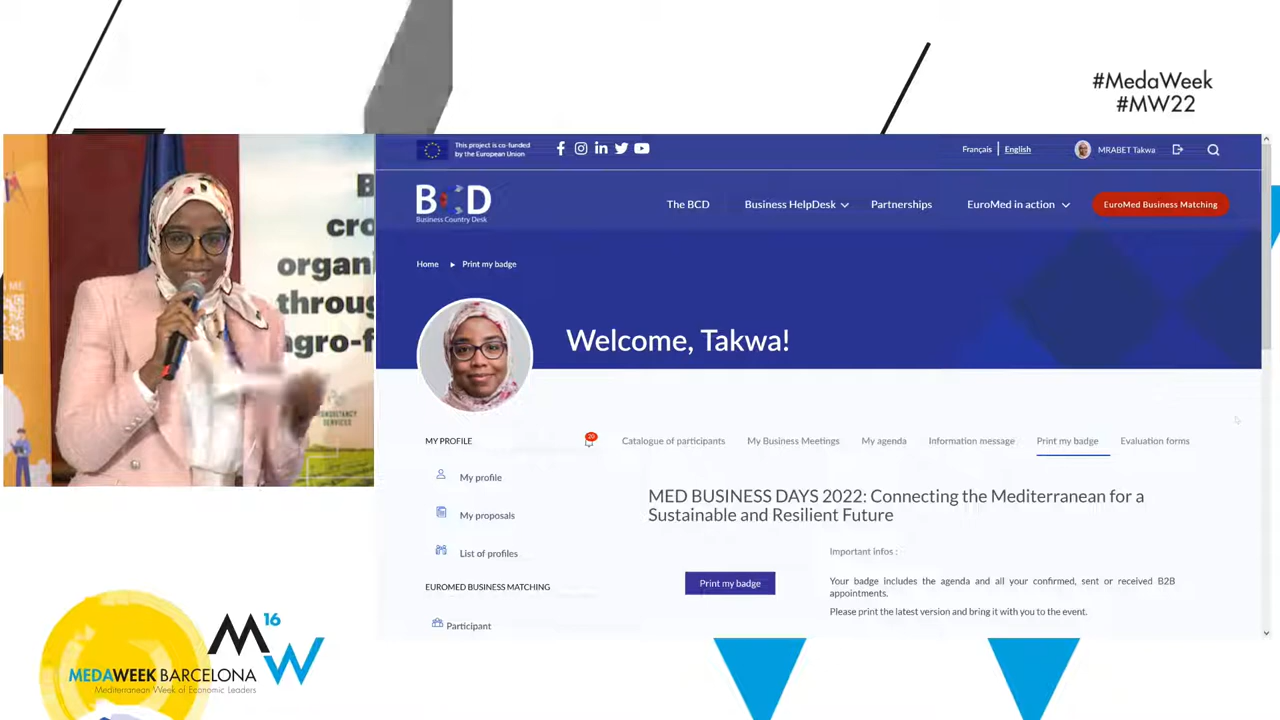 #MedaWeek
#MW22
This project is co-funded
by the European Union
Français
English
MRABET Takwa
BCD
Business Country Desk
The BCD
Business HelpDesk
Partnerships
EuroMed in action
EuroMed Business Matching
Home
Print my badge
Welcome, Takwa!
MY PROFILE
My profile
My proposals
List of profiles
EUROMED BUSINESS MATCHING
Participant
20
Catalogue of participants
My Business Meetings
My agenda
Information message
Print my badge
Evaluation forms
MED BUSINESS DAYS 2022: Connecting the Mediterranean for a
Sustainable and Resilient Future
Print my badge
Important infos :
Your badge includes the agenda and all your confirmed, sent or received B2B
appointments.
Please print the latest version and bring it with you to the event.
B
cro
organi
throug
agro-f
SERVICES
ME
16
MW
MEDAWEEK BARCELONA
Mediterranean Week of Economic Leaders